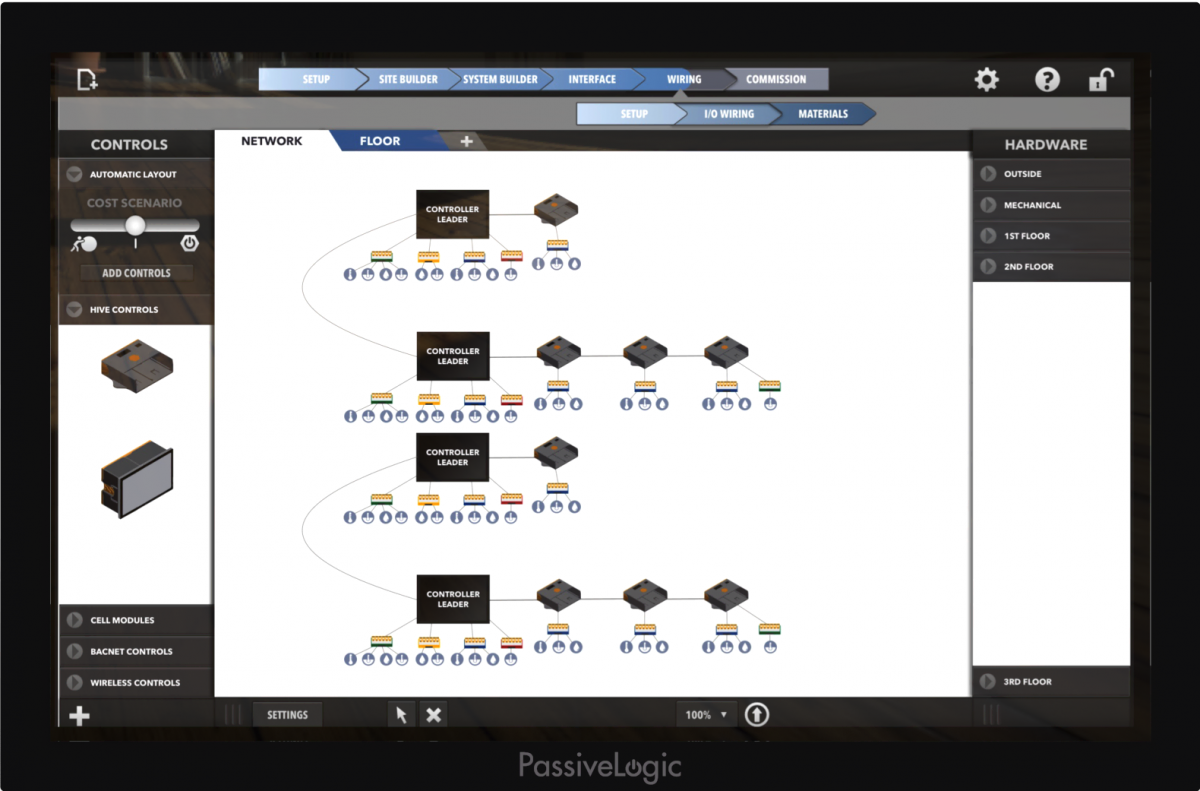 SETUP
SITE BUILDER
SYSTEM BUILDER
INTERFACE
WIRING
COMMISSION
SETUP
I/O WIRING
MATERIALS
CONTROLS
NETWORK
FLOOR
HARDWARE
AUTOMATIC LAYOUT
COST SCENARIO
ADD CONTROLS
HIVE CONTROLS
CELL MODULES
BACNET CONTROLS
WIRELESS CONTROLS
CONTROLLER
LEADER
CONTROLLER
LEADER
CONTROLLER
LEADER
CONTROLLER
LEADER
OUTSIDE
MECHANICAL
1ST FLOOR
2ND FLOOR
3RD FLOOR
SETTINGS
100%
PassiveLogic